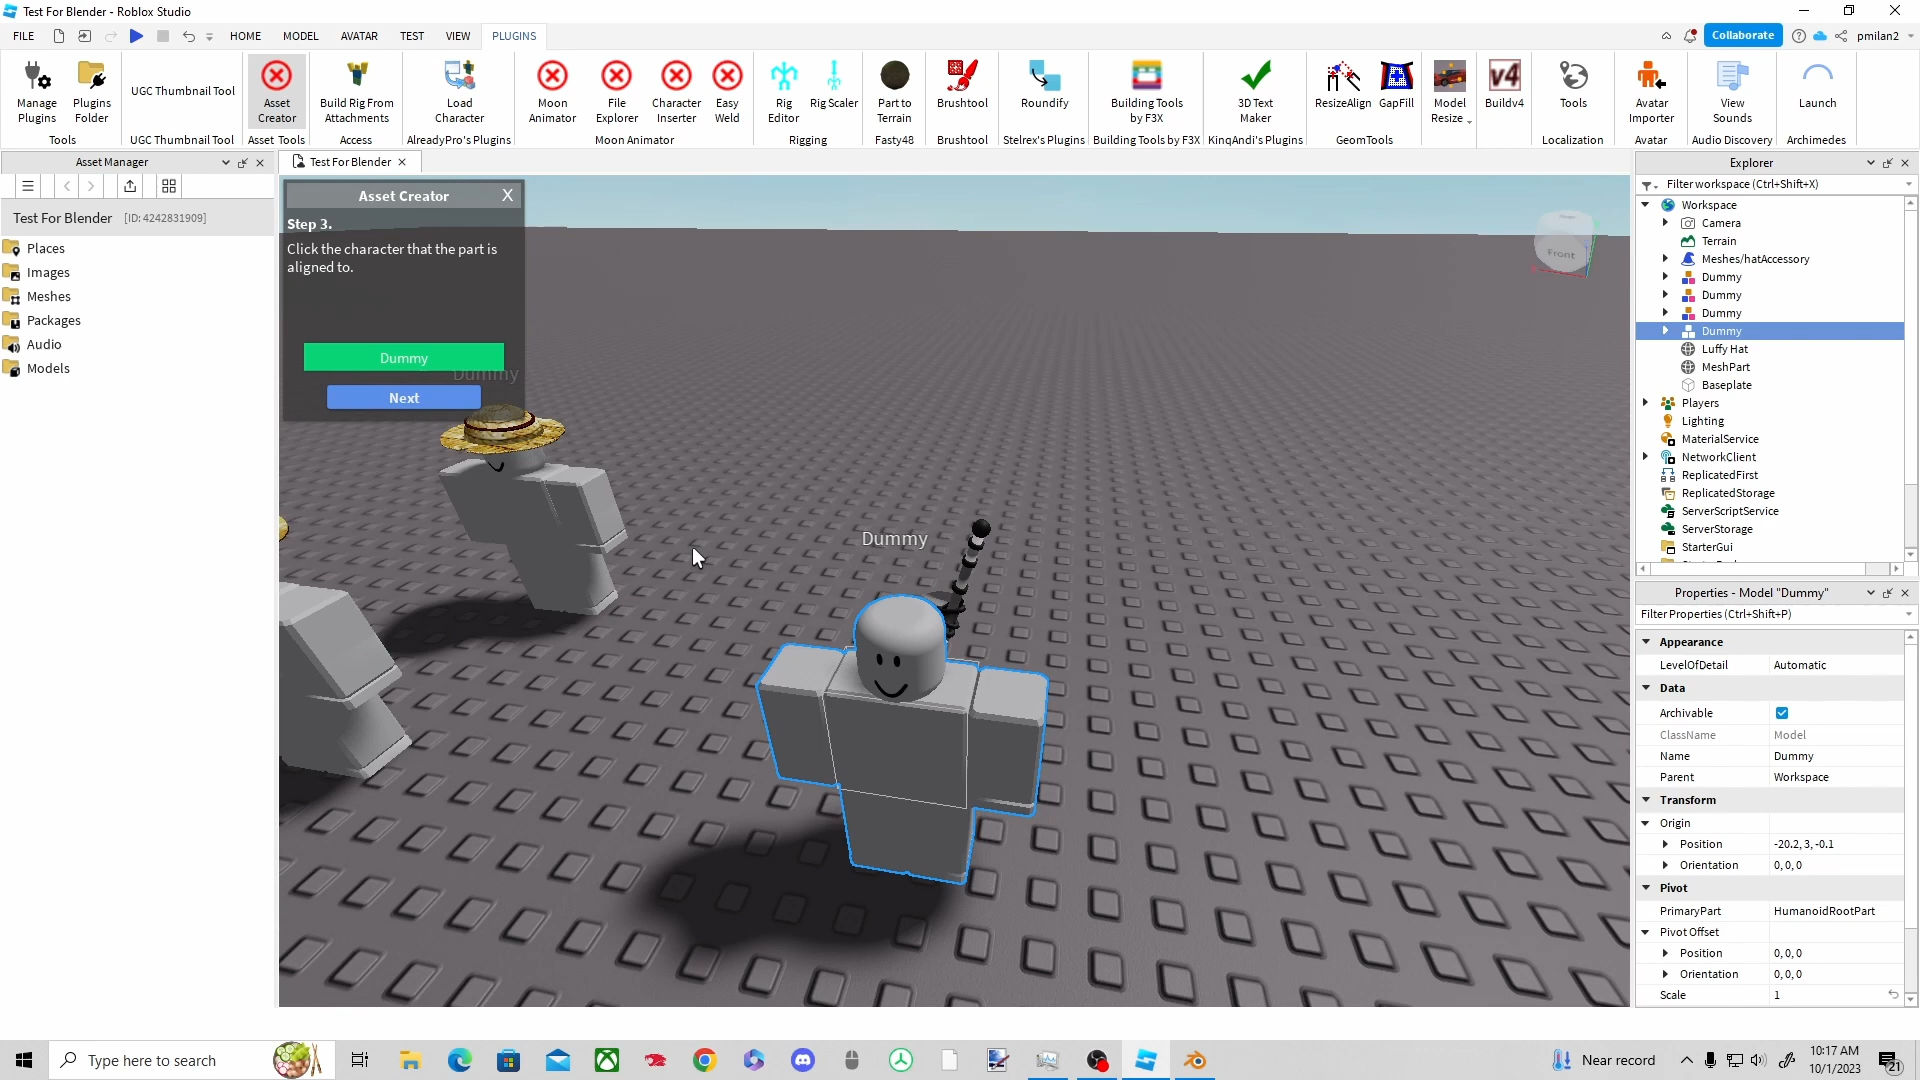 Test For Blender - Roblox Studio
FILE HOME MODEL AVATAR TEST VIEW PLUGINS Collaborate pmilan2
Manage Plugins
Plugins Folder
Tools
UGC Thumbnail Tool
UGC Thumbnail Tool
Asset Creator
Asset Tools
Build Rig From Attachments
Access
Load Character
AlreadyPro's Plugins
Moon Animator
File Explorer
Character Inserter
Easy Weld
Moon Animator
Rig Editor
Rig Scaler
Rigging
Part to Terrain
Fasty48
Brushtool
Brushtool
Roundify
Stelrex's Plugins
Building Tools by F3X
Building Tools by F3X
3D Text Maker
KinqAndi's Plugins
ResizeAlign
GapFill
GeomTools
Model Resize
v4
Buildv4
Tools
Localization
Avatar Importer
Avatar
View Sounds
Audio Discovery
Launch
Archimedes
Asset Manager
Test For Blender [ID: 4242831909]
Places
Images
Meshes
Packages
Audio
Models
Test For Blender
Asset Creator X
Step 3.
Click the character that the part is
aligned to.
Dummy
Dummy
Next
Dummy
Front
Explorer
Filter workspace (Ctrl+Shift+X)
Workspace
Camera
Terrain
Meshes/hatAccessory
Dummy
Dummy
Dummy
Dummy
Luffy Hat
MeshPart
Baseplate
Players
Lighting
MaterialService
NetworkClient
ReplicatedFirst
ReplicatedStorage
ServerScriptService
ServerStorage
StarterGui
Properties - Model "Dummy"
Filter Properties (Ctrl+Shift+P)
Appearance
LevelOfDetail Automatic
Data
Archivable
ClassName Model
Name Dummy
Parent Workspace
Transform
Origin
Position -20.2, 3, -0.1
Orientation 0, 0, 0
Pivot
PrimaryPart HumanoidRootPart
Pivot Offset
Position 0, 0, 0
Orientation 0, 0, 0
Scale 1
Type here to search
Near record
10:17 AM
10/1/2023
21